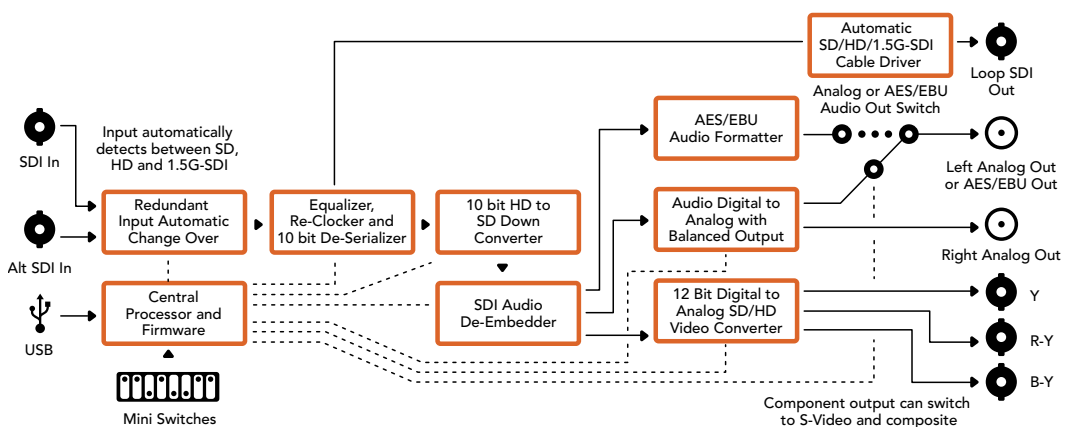 Automatic
SD/HD/1.5G-SDI
Cable Driver
Loop SDI
Out
Analog or AES/EBU
Audio Out Switch
SDI In
Input automatically
detects between SD,
HD and 1.5G-SDI
AES/EBU
Audio Formatter
Left Analog Out
or AES/EBU Out
Redundant
Input Automatic
Change Over
Equalizer,
Re-Clocker and
10 bit De-Serializer
10 bit HD to
SD Down
Converter
Audio Digital to
Analog with
Balanced Output
Alt SDI In
Right Analog Out
Central
Processor and
Firmware
SDI Audio
De-Embedder
12 Bit Digital to
Analog SD/HD
Video Converter
Y
USB
R-Y
B-Y
Mini Switches
Component output can switch
to S-Video and composite